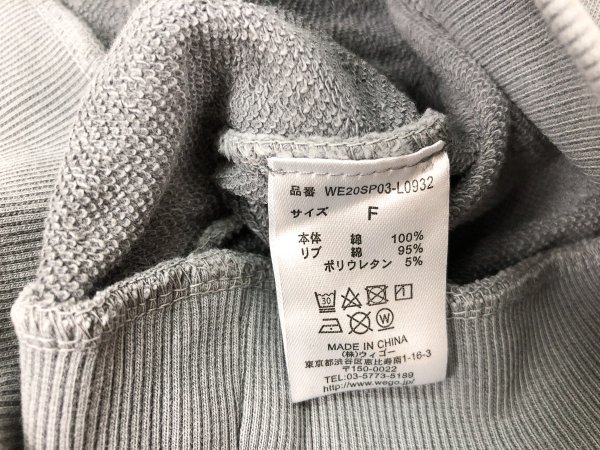 品番 WE20SP03-L0932
サイズ F
本体 綿 100%
リブ 綿 95%
ポリウレタン 5%
30
W
MADE IN CHINA
(株)ウィゴー
東京都渋谷区恵比寿南1-16-3
〒150-0022
TEL:03-5773-5189
http://www.wego.jp/